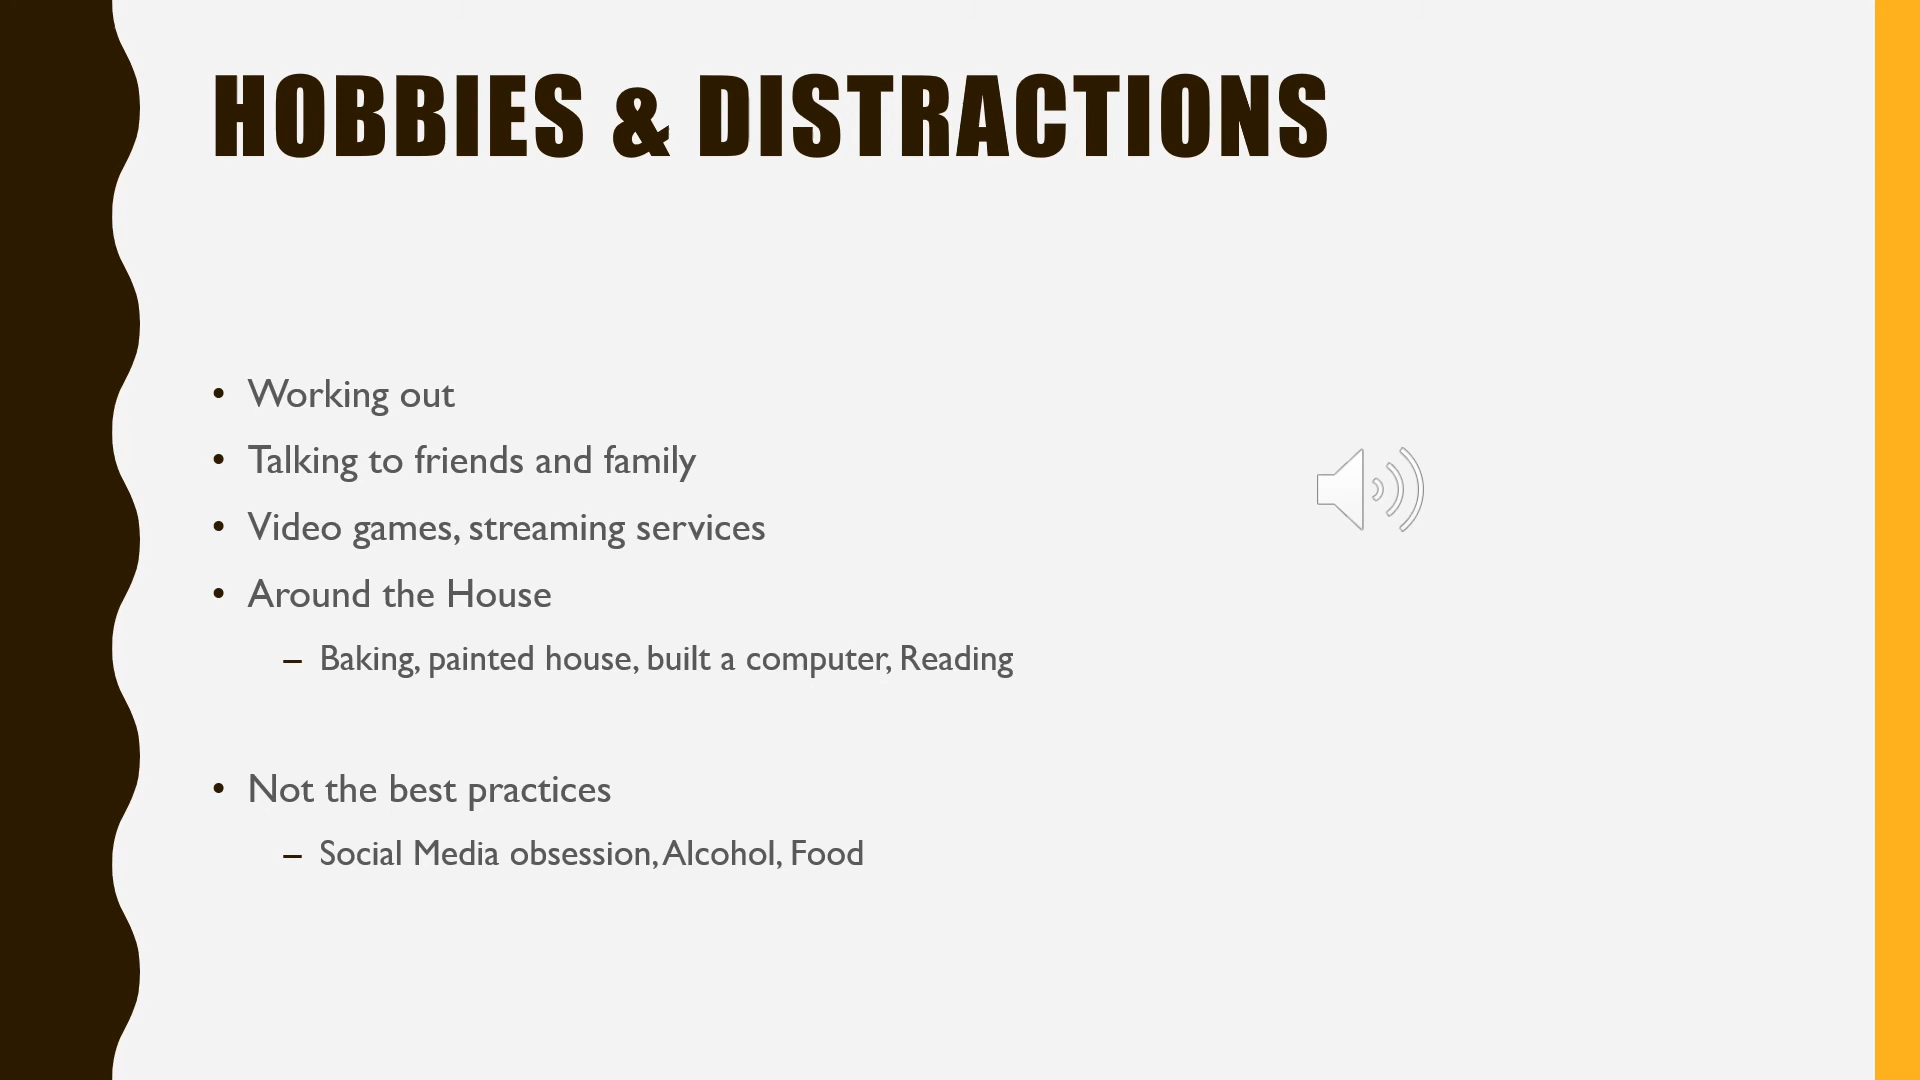 HOBBIES & DISTRACTIONS
• Working out
• Talking to friends and family
• Video games, streaming services
• Around the House
– Baking, painted house, built a computer, Reading
• Not the best practices
– Social Media obsession, Alcohol, Food